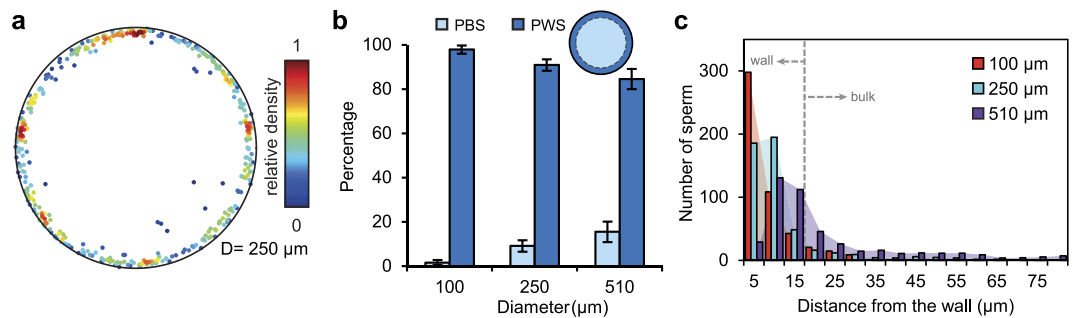 a
1
relative density
0
D= 250 µm
b
PBS
PWS
100
80
60
40
20
0
Percentage
100 250 510
Diameter(µm)
c
wall
bulk
100 µm
250 µm
510 µm
300
200
100
0
Number of sperm
5 15 25 35 45 55 65 75
Distance from the wall (µm)